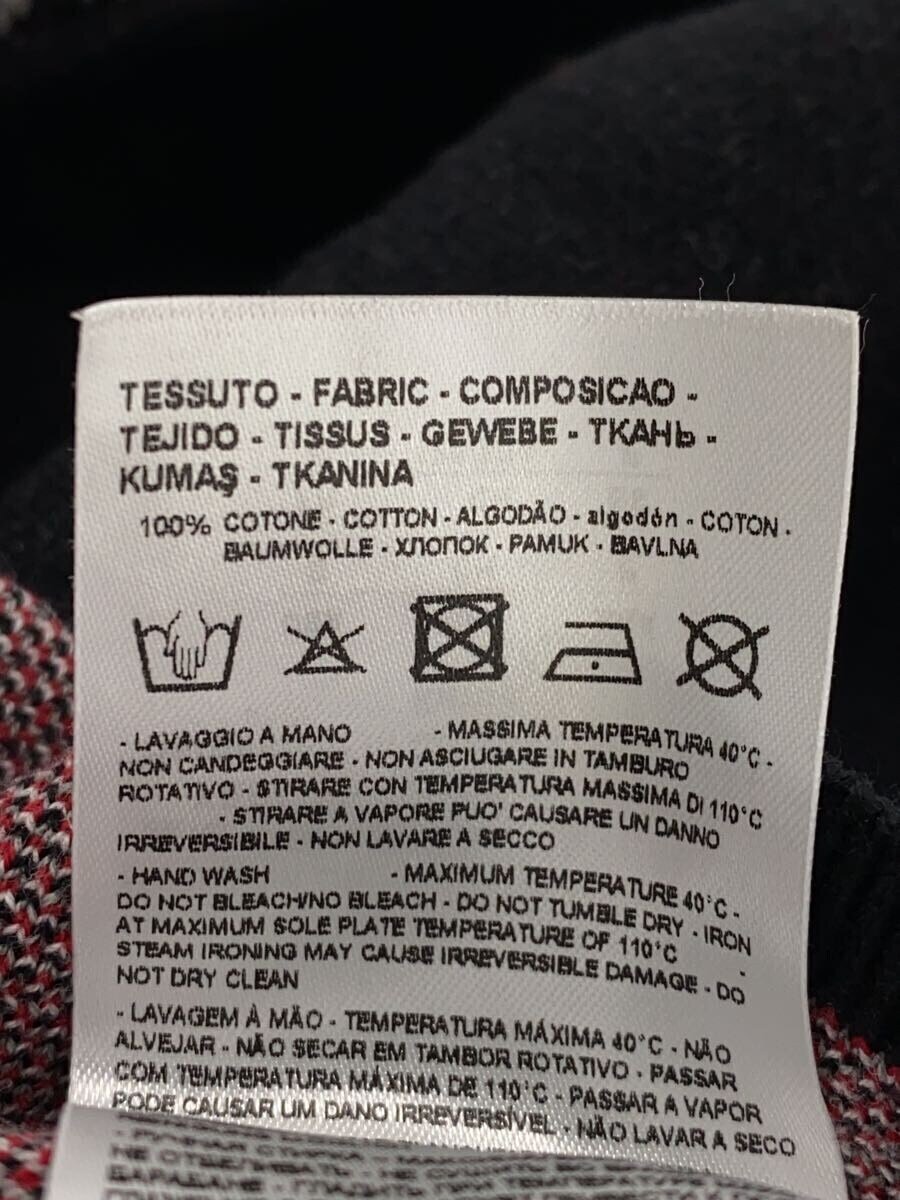 TESSUTO - FABRIC - COMPOSICAO -
TEJIDO - TISSUS - GEWEBE - ТКАНЬ -
KUMAŞ - TKANINA
100% COTONE - COTTON - ALGODÃO - algodón - COTON -
BAUMWOLLE - ХЛОПОК - PAMUK - BAVLNA
- LAVAGGIO A MANO - MASSIMA TEMPERATURA 40°C -
NON CANDEGGIARE - NON ASCIUGARE IN TAMBURO
ROTATIVO - STIRARE CON TEMPERATURA MASSIMA DI 110°C
- STIRARE A VAPORE PUO' CAUSARE UN DANNO
IRREVERSIBILE - NON LAVARE A SECCO
- HAND WASH - MAXIMUM TEMPERATURE 40°C -
DO NOT BLEACH/NO BLEACH - DO NOT TUMBLE DRY - IRON
AT MAXIMUM SOLE PLATE TEMPERATURE OF 110°C -
STEAM IRONING MAY CAUSE IRREVERSIBLE DAMAGE - DO
NOT DRY CLEAN
- LAVAGEM À MÃO - TEMPERATURA MÁXIMA 40°C - NÃO
ALVEJAR - NÃO SECAR EM TAMBOR ROTATIVO - PASSAR
COM TEMPERATURA MÁXIMA DE 110°C - PASSAR A VAPOR
PODE CAUSAR UM DANO IRREVERSÍVEL - NÃO LAVAR A SECO
НЕ ОТБЕЛИВАТЬ - НЕ